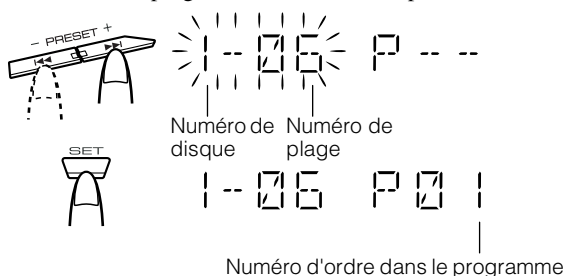 - PRESET +
1-06 P---
Numéro de disque
Numéro de plage
SET
1-06 P01
Numéro d'ordre dans le programme